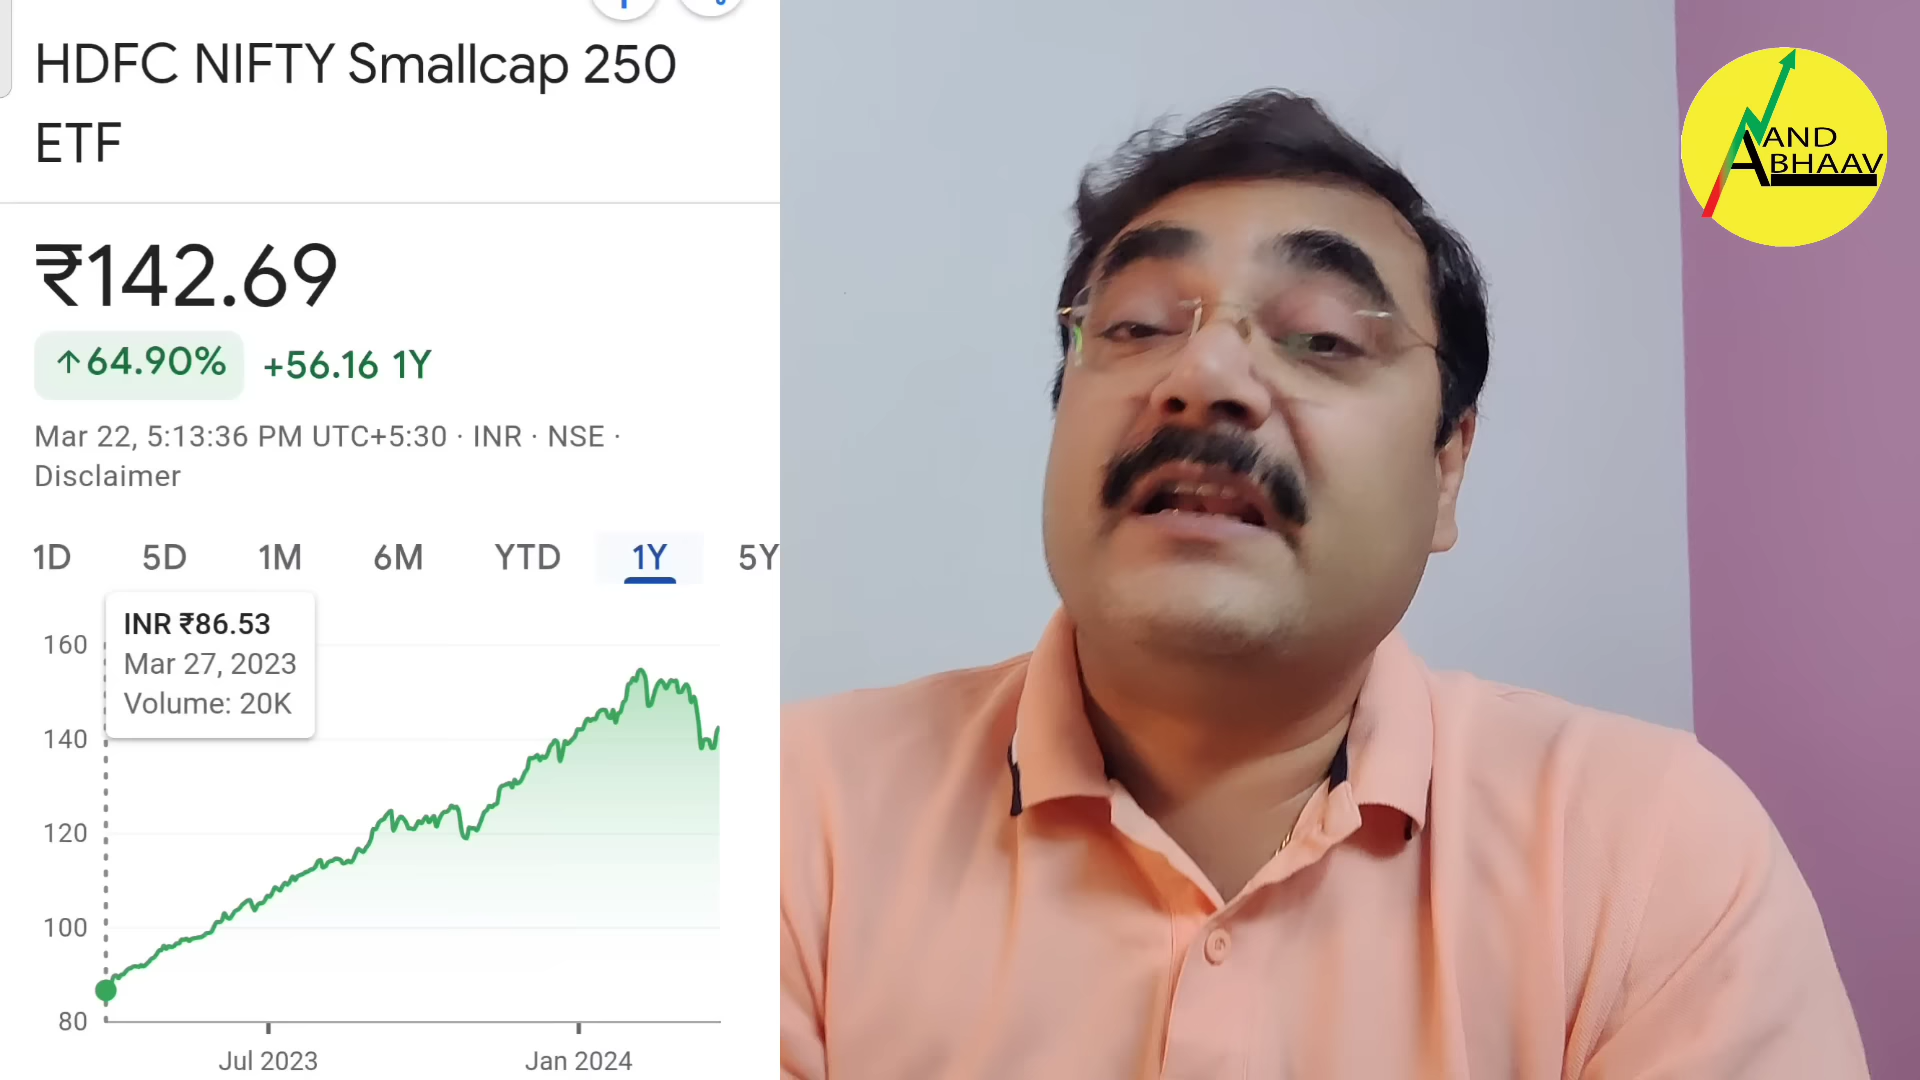 HDFC NIFTY Smallcap 250
ETF
₹142.69
↑64.90% +56.16 1Y
Mar 22, 5:13:36 PM UTC+5:30 · INR · NSE ·
Disclaimer
1D 5D 1M 6M YTD 1Y 5Y
INR ₹86.53
Mar 27, 2023
Volume: 20K
160
140
120
100
80
Jul 2023 Jan 2024
AND
ABHAAV